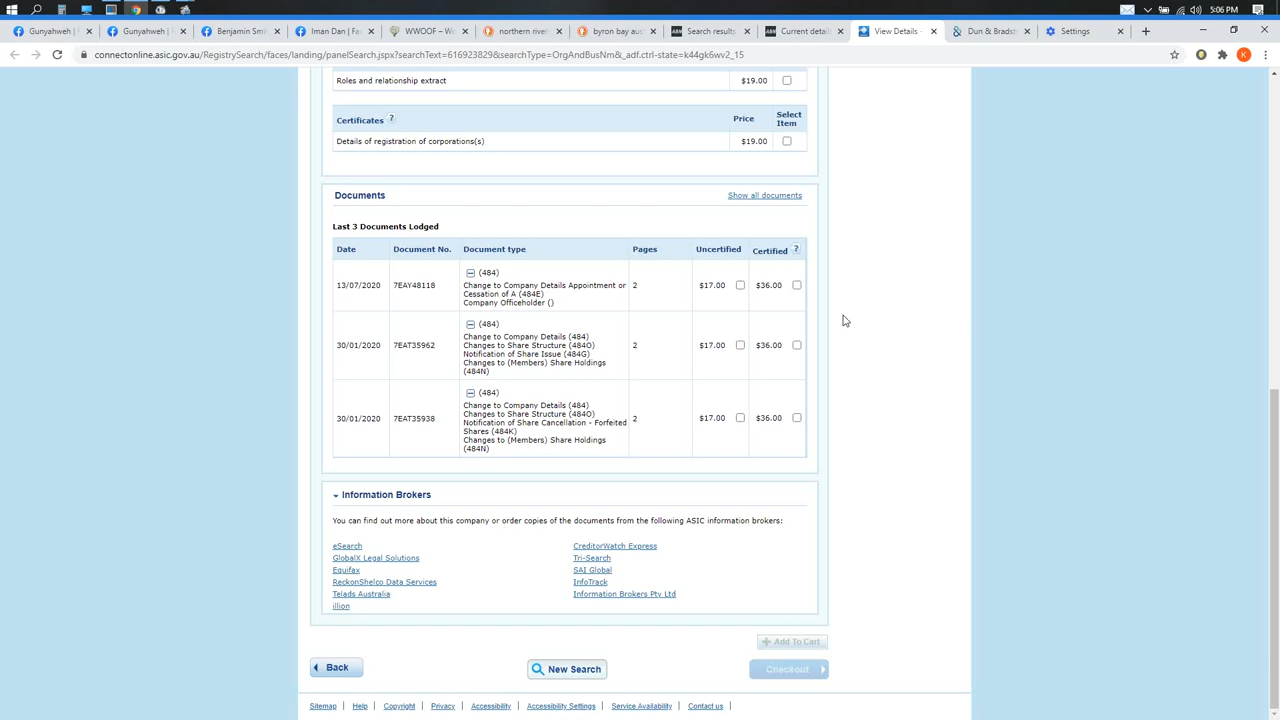 5:06 PM
Gunyahweh | F
Gunyahweh | F
Benjamin Smi
Iman Dan | Fa
WWOOF – W
northern river
byron bay aus
Search results
Current detail
View Details -
Dun & Bradst
Settings
connectonline.asic.gov.au/RegistrySearch/faces/landing/panelSearch.jspx?searchText=616923829&searchType=OrgAndBusNm&_adf.ctrl-state=k44gk6wv2_15
K
Roles and relationship extract $19.00
Certificates ? Price Select Item
Details of registration of corporations(s) $19.00
Documents Show all documents
Last 3 Documents Lodged
Date Document No. Document type Pages Uncertified Certified ?
(484)
13/07/2020 7EAY48118 Change to Company Details Appointment or 2 $17.00 $36.00
Cessation of A (484E)
Company Officeholder ()
(484)
Change to Company Details (484)
30/01/2020 7EAT35962 Changes to Share Structure (484O) 2 $17.00 $36.00
Notification of Share Issue (484G)
Changes to (Members) Share Holdings
(484N)
(484)
Change to Company Details (484)
30/01/2020 7EAT35938 Changes to Share Structure (484O) 2 $17.00 $36.00
Notification of Share Cancellation - Forfeited
Shares (484K)
Changes to (Members) Share Holdings
(484N)
Information Brokers
You can find out more about this company or order copies of the documents from the following ASIC information brokers:
eSearch CreditorWatch Express
GlobalX Legal Solutions Tri-Search
Equifax SAI Global
ReckonShelco Data Services InfoTrack
Telads Australia Information Brokers Pty Ltd
illion
Add To Cart
Back New Search Checkout
Sitemap | Help | Copyright | Privacy | Accessibility | Accessibility Settings | Service Availability | Contact us |